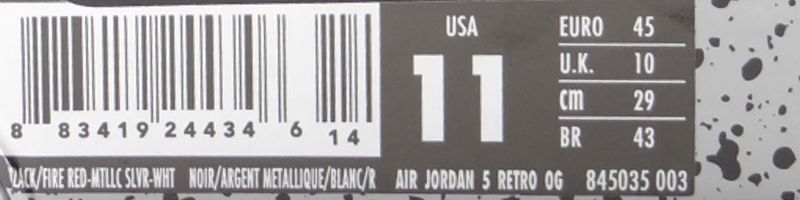 USA
11
EURO 45
U.K. 10
cm 29
BR 43
8 83419 24434 6 14
BLACK/FIRE RED-MTLLC SLVR-WHT NOIR/ARGENT METALLIQUE/BLANC/R AIR JORDAN 5 RETRO OG 845035 003